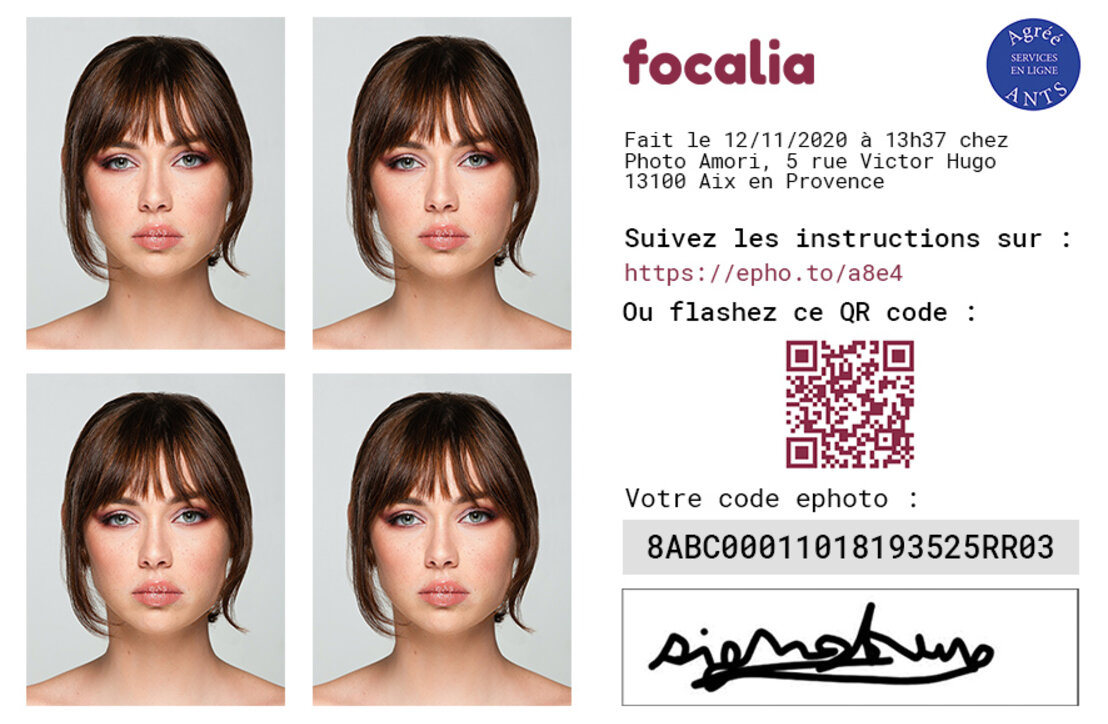 focalia
Agréé
SERVICES
EN LIGNE
ANTS
Fait le 12/11/2020 à 13h37 chez
Photo Amori, 5 rue Victor Hugo
13100 Aix en Provence
Suivez les instructions sur :
https://epho.to/a8e4
Ou flashez ce QR code :
Votre code ephoto :
8ABC00011018193525RR03
signature